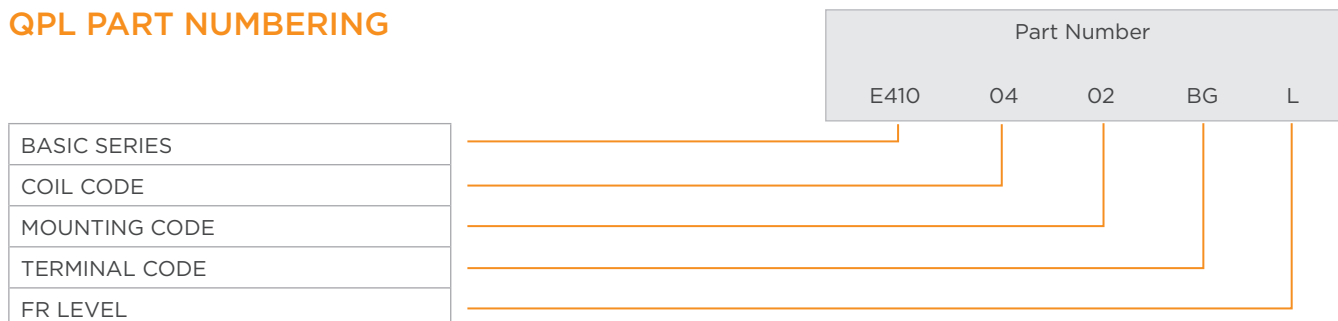 QPL PART NUMBERING
Part Number
E410 04 02 BG L
BASIC SERIES
COIL CODE
MOUNTING CODE
TERMINAL CODE
FR LEVEL